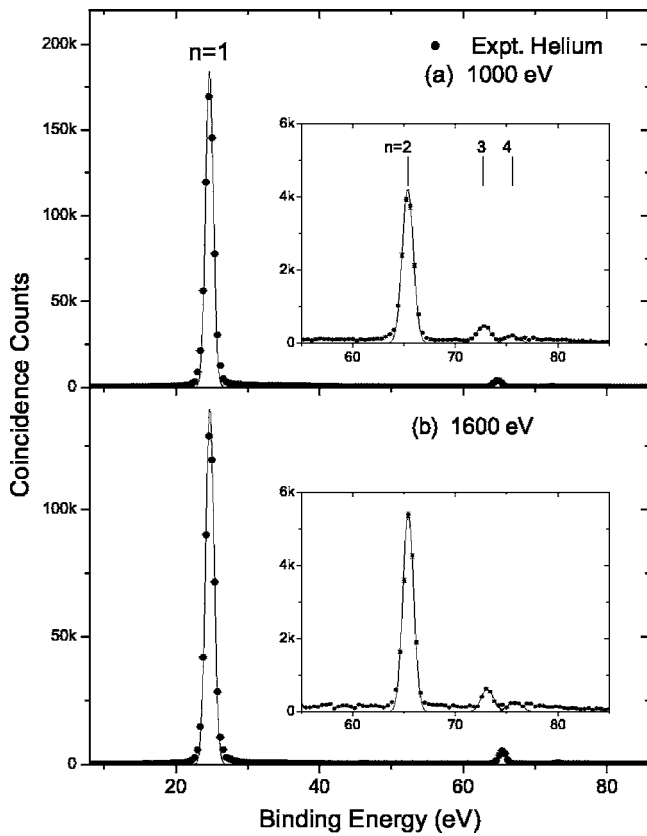 n=1
● Expt. Helium
(a) 1000 eV
200k
150k
100k
50k
0
6k
4k
2k
0
n=2 3 4
60 70 80
Coincidence Counts
(b) 1600 eV
100k
50k
0
6k
4k
2k
0
60 70 80
20 40 60 80
Binding Energy (eV)